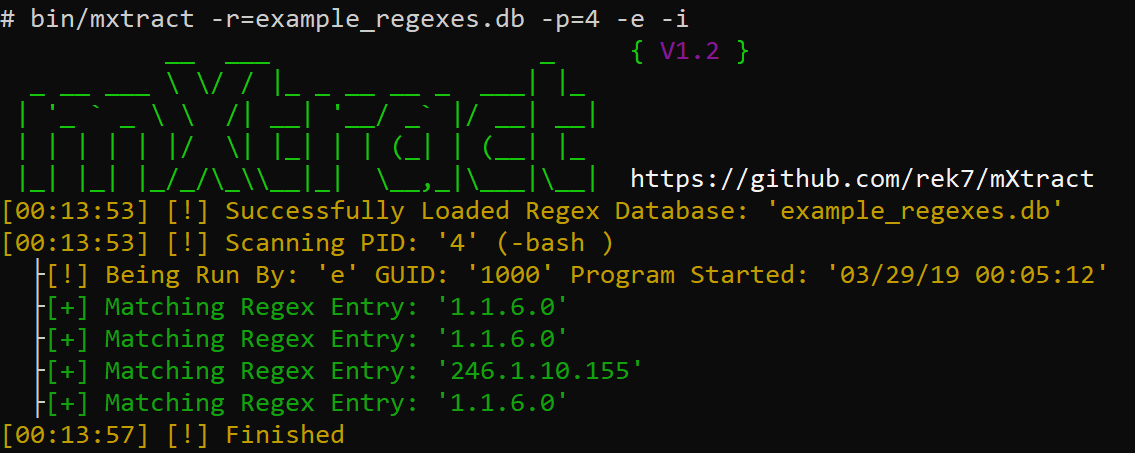 # bin/mxtract -r=example_regexes.db -p=4 -e -i
{ V1.2 }
mXtract
https://github.com/rek7/mXtract
[00:13:53] [!] Successfully Loaded Regex Database: 'example_regexes.db'
[00:13:53] [!] Scanning PID: '4' (-bash )
├[!] Being Run By: 'e' GUID: '1000' Program Started: '03/29/19 00:05:12'
├[+] Matching Regex Entry: '1.1.6.0'
├[+] Matching Regex Entry: '1.1.6.0'
├[+] Matching Regex Entry: '246.1.10.155'
├[+] Matching Regex Entry: '1.1.6.0'
[00:13:57] [!] Finished